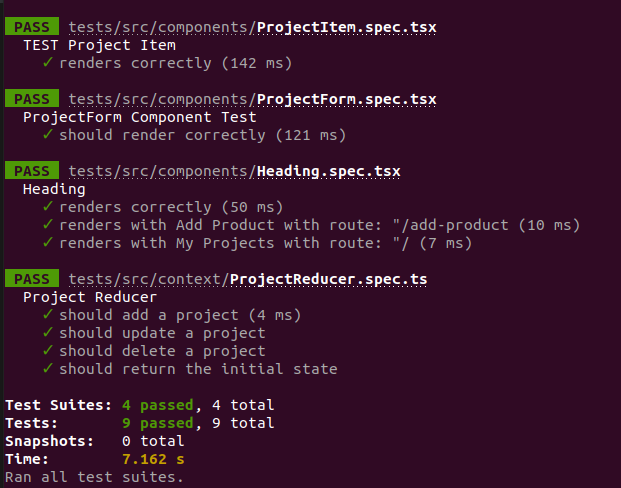 PASS tests/src/components/ProjectItem.spec.tsx
TEST Project Item
✓ renders correctly (142 ms)
PASS tests/src/components/ProjectForm.spec.tsx
ProjectForm Component Test
✓ should render correctly (121 ms)
PASS tests/src/components/Heading.spec.tsx
Heading
✓ renders correctly (50 ms)
✓ renders with Add Product with route: "/add-product (10 ms)
✓ renders with My Projects with route: "/ (7 ms)
PASS tests/src/context/ProjectReducer.spec.ts
Project Reducer
✓ should add a project (4 ms)
✓ should update a project
✓ should delete a project
✓ should return the initial state
Test Suites: 4 passed, 4 total
Tests: 9 passed, 9 total
Snapshots: 0 total
Time: 7.162 s
Ran all test suites.